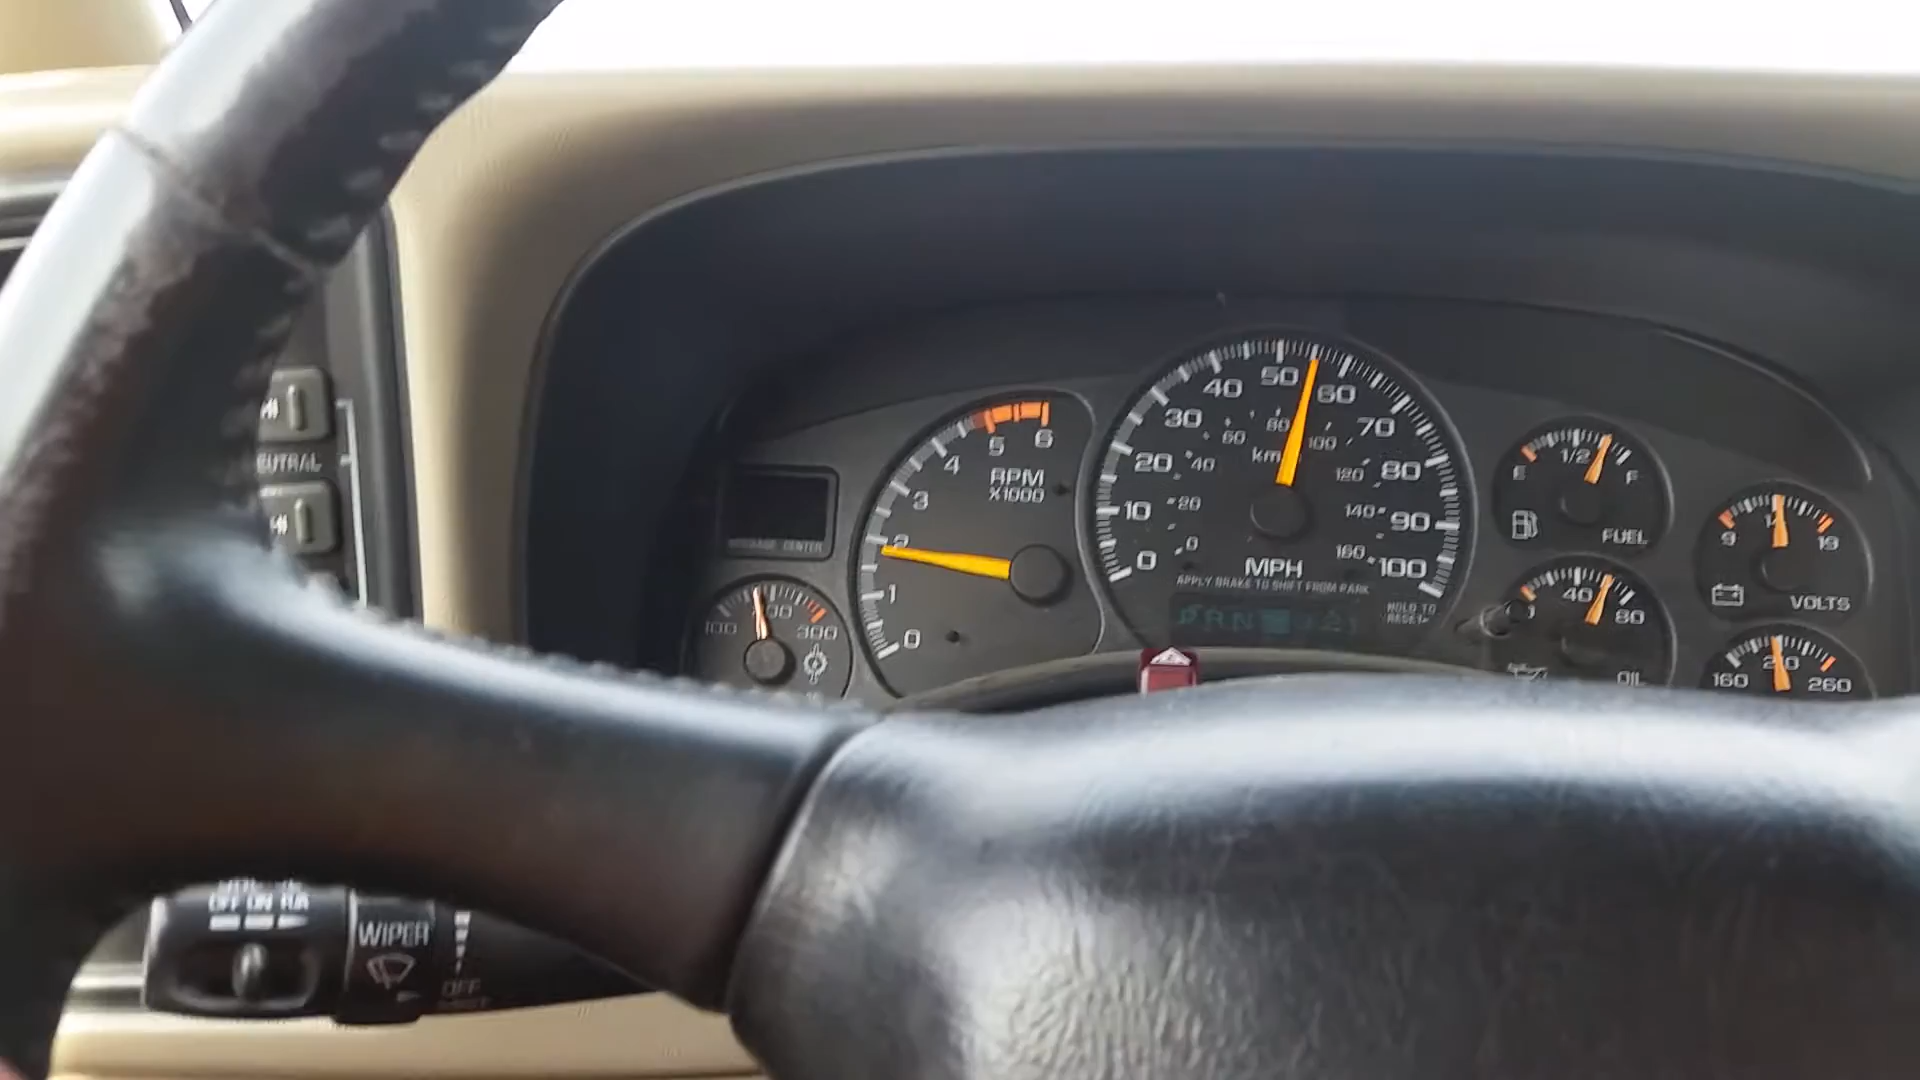 EUTRAL
MESSAGE CENTER
100
300
0
1
2
3
4
5
6
RPM
X1000
0
10
20
30
40
50
60
70
80
90
100
0
20
40
60
80
100
120
140
160
km
MPH
APPLY BRAKE TO SHIFT FROM PARK
HOLD TO
RESET
E
1/2
F
FUEL
40
80
OIL
9
19
VOLTS
160
210
260
OFF ON
WIPER
OFF